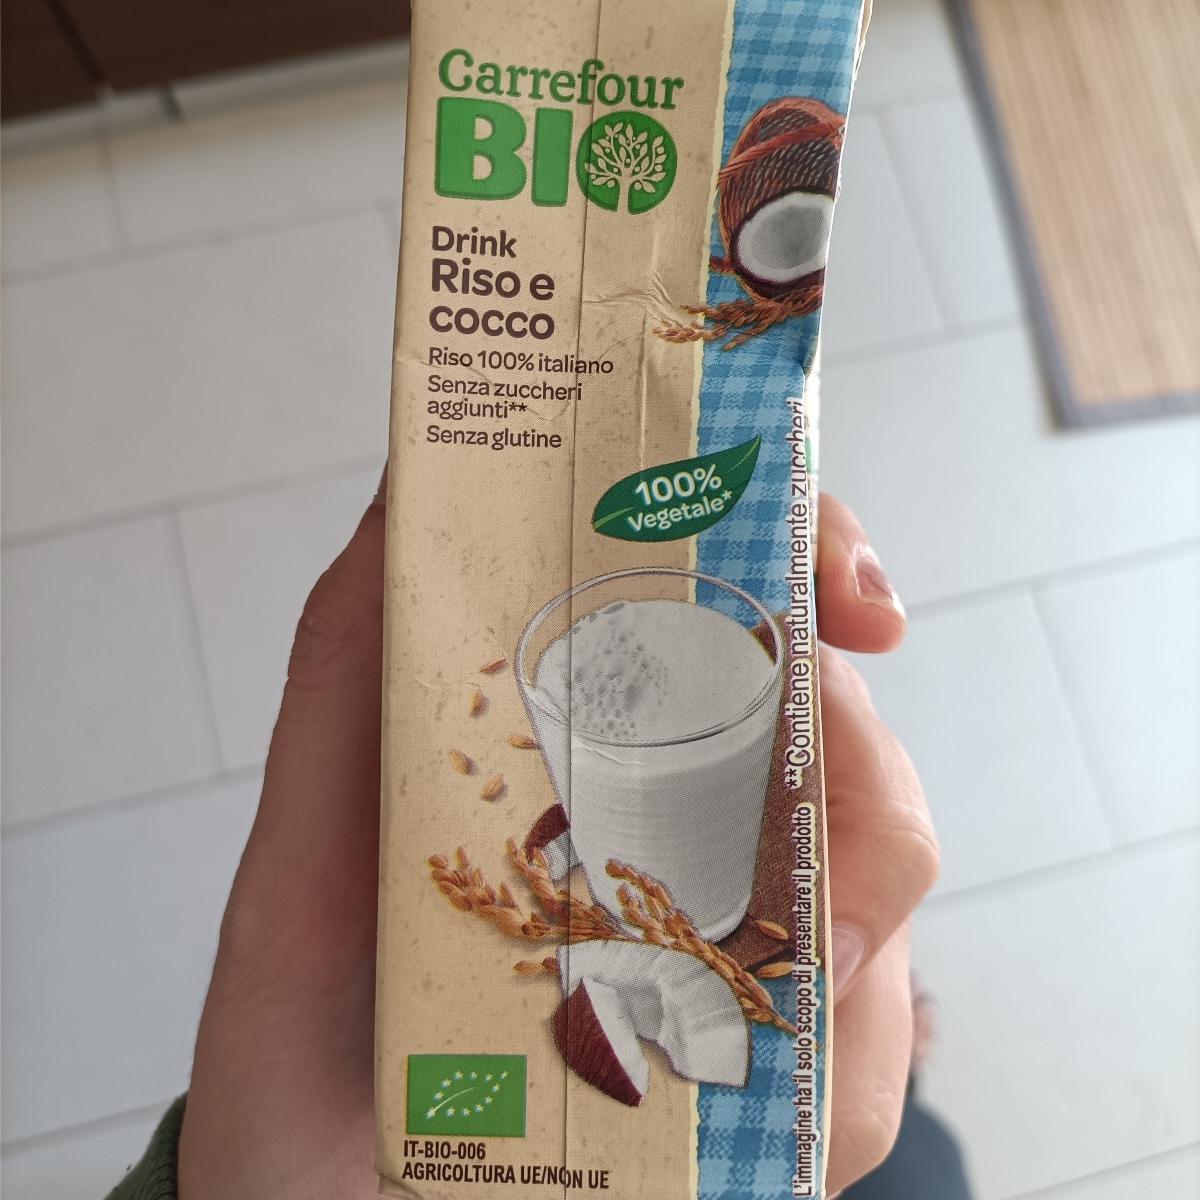 Carrefour
BIO
Drink
Riso e
cocco
Riso 100% italiano
Senza zuccheri
aggiunti**
Senza glutine
100%
Vegetale*
**Contiene naturalmente zuccheri
L'immagine ha il solo scopo di presentare il prodotto
IT-BIO-006
AGRICOLTURA UE/NON UE